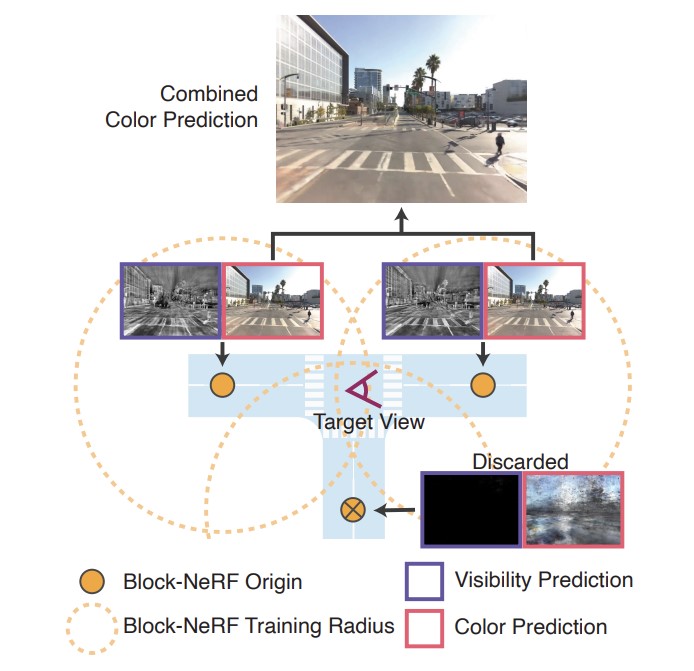 Combined
Color Prediction
Target View
Discarded
Block-NeRF Origin
Visibility Prediction
Block-NeRF Training Radius
Color Prediction